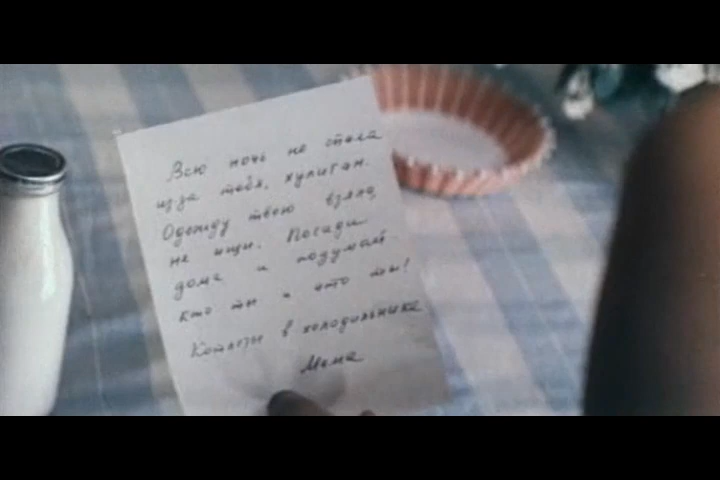 Всю ночь не спала
из за тебя, хулиган.
Одежду твою взяла,
не ищи. Посиди
дома и подумай-
кто ты и что ты!
Котлеты в холодильнике.
Мама